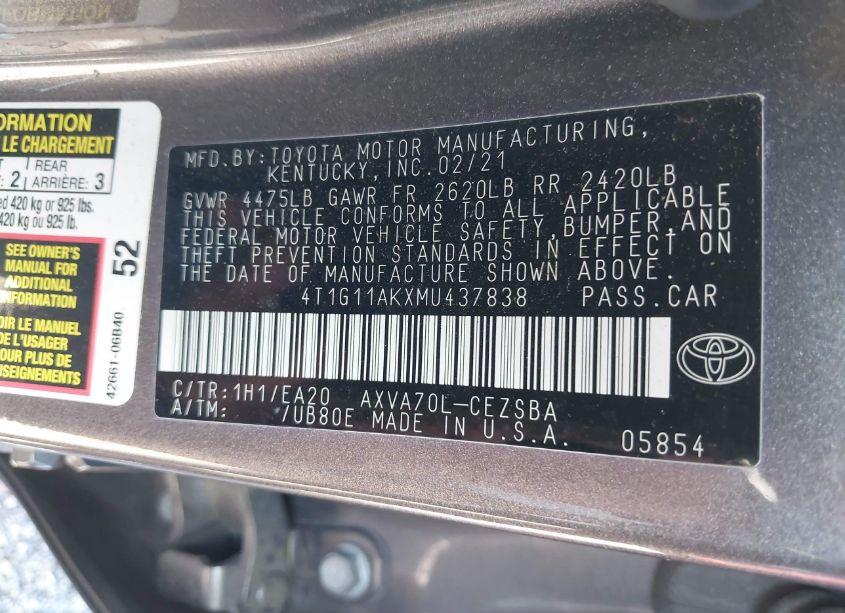 ORMATION
LE CHARGEMENT
REAR
2 ARRIÈRE: 3
ed 420 kg or 925 lbs.
420 kg ou 925 lb.
SEE OWNER'S
MANUAL FOR
ADDITIONAL
INFORMATION
OIR LE MANUEL
DE L'USAGER
POUR PLUS DE
NSEIGNEMENTS
52
42661-06B40
MFD.BY:TOYOTA MOTOR MANUFACTURING,
KENTUCKY,INC.02/21
GVWR 4475LB GAWR FR 2620LB RR 2420LB
THIS VEHICLE CONFORMS TO ALL APPLICABLE
FEDERAL MOTOR VEHICLE SAFETY,BUMPER,AND
THEFT PREVENTION STANDARDS IN EFFECT ON
THE DATE OF MANUFACTURE SHOWN ABOVE.
4T1G11AKXMU437838 PASS.CAR
C/TR:1H1/EA20 AXVA70L-CEZSBA
A/TM: /UB80E MADE IN U.S.A. 05854